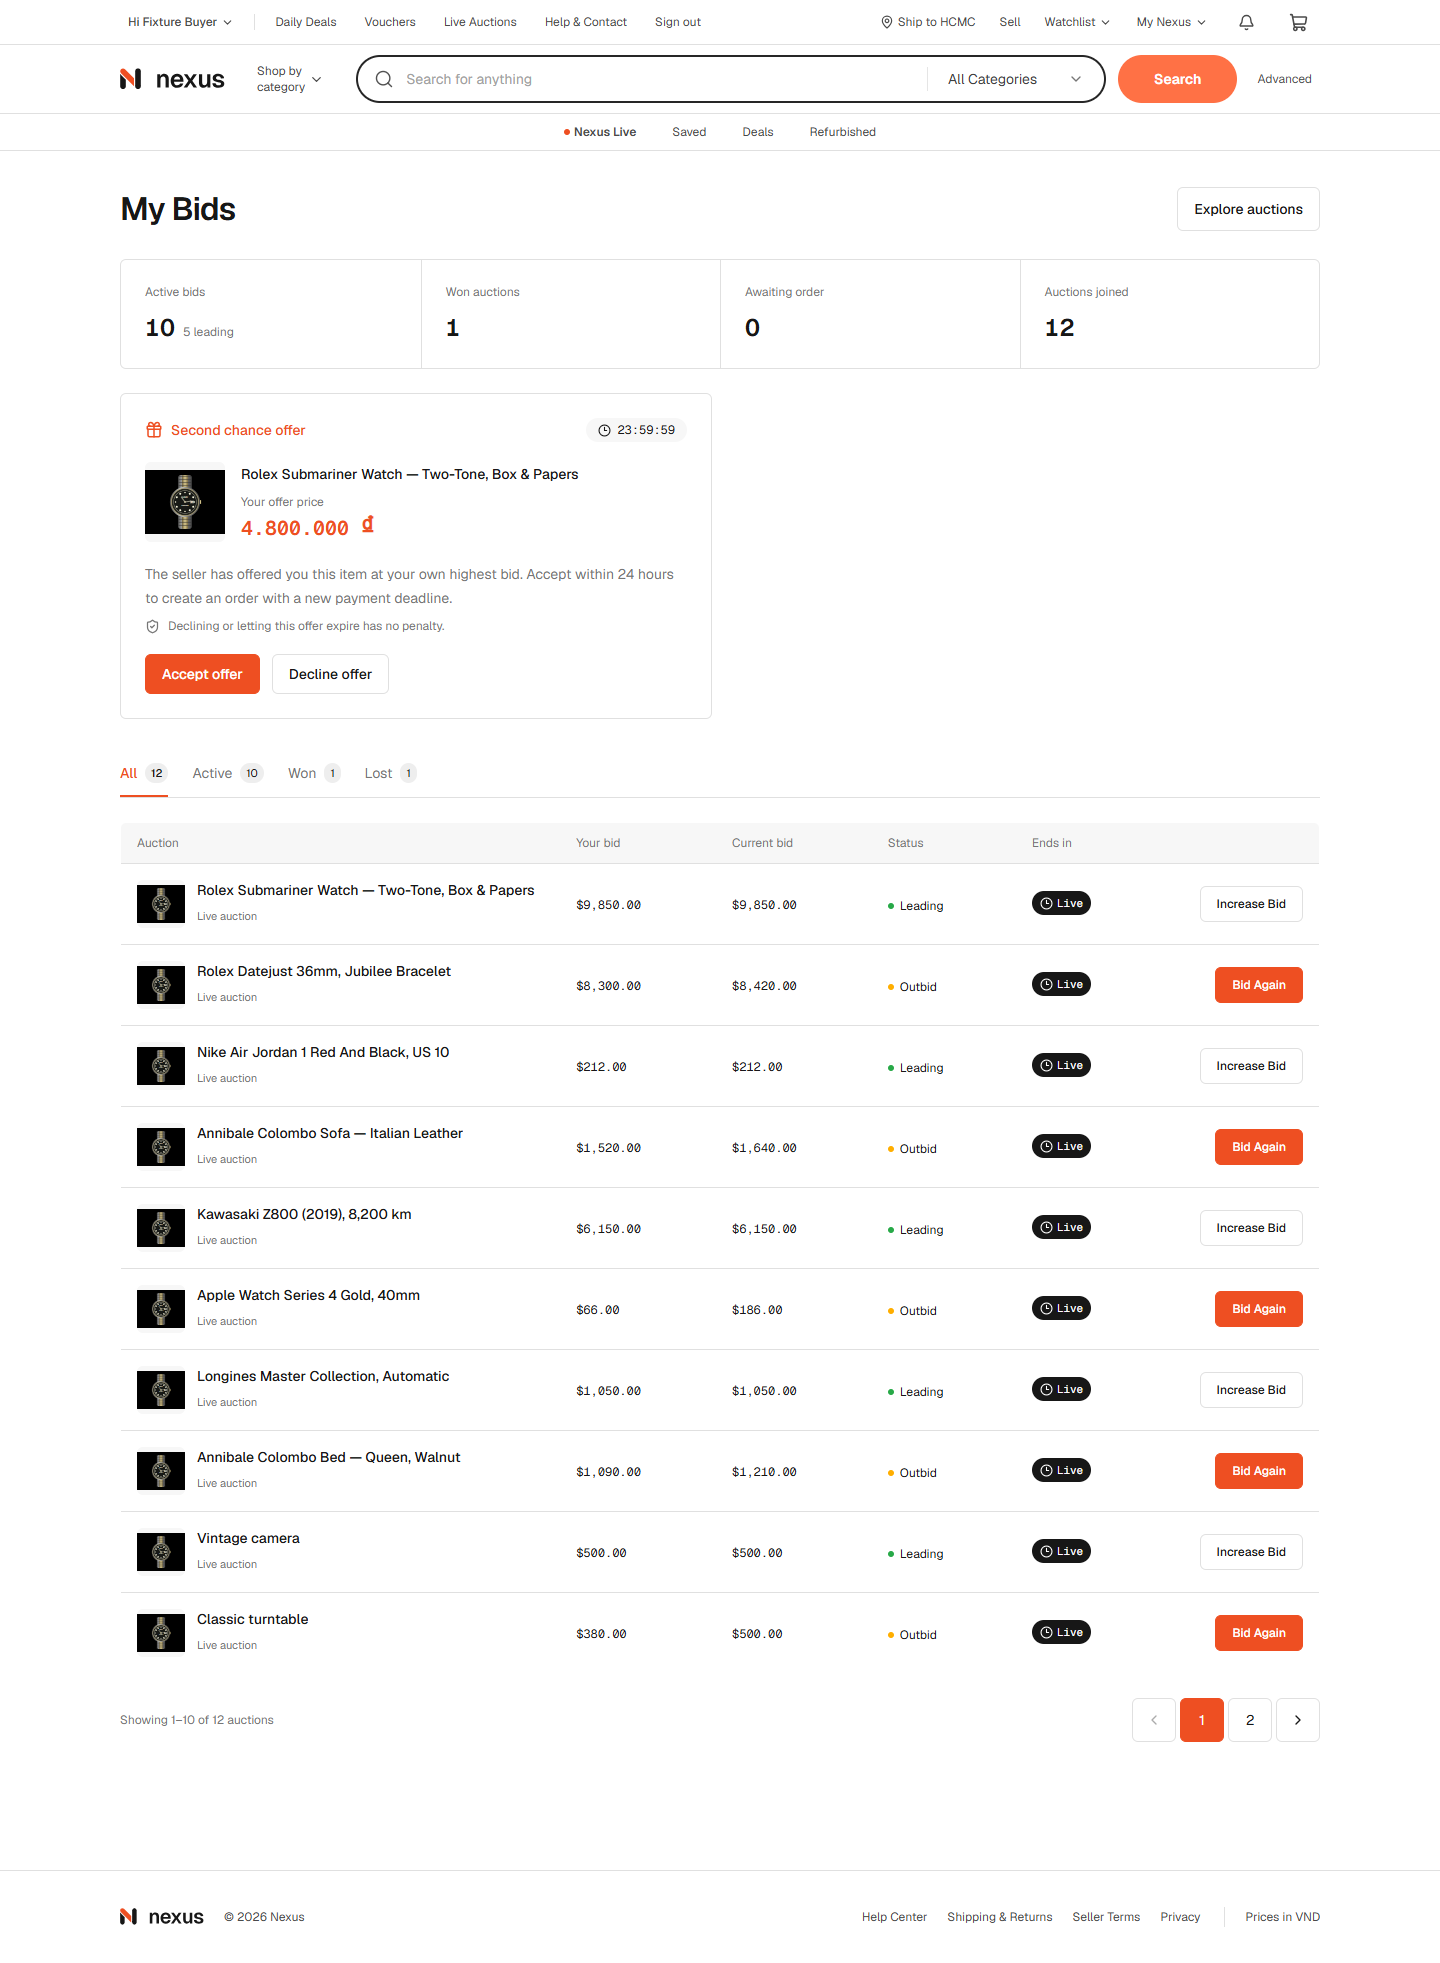 Hi Fixture Buyer
Daily Deals
Vouchers
Live Auctions
Help & Contact
Sign out
Ship to HCMC
Sell
Watchlist
My Nexus
nexus
Shop by
category
Search for anything
All Categories
Search
Advanced
Nexus Live
Saved
Deals
Refurbished
My Bids
Explore auctions
Active bids
10 5 leading
Won auctions
1
Awaiting order
0
Auctions joined
12
Second chance offer
23:59:59
Rolex Submariner Watch — Two-Tone, Box & Papers
Your offer price
4.800.000 ₫
The seller has offered you this item at your own highest bid. Accept within 24 hours
to create an order with a new payment deadline.
Declining or letting this offer expire has no penalty.
Accept offer
Decline offer
All 12
Active 10
Won 1
Lost 1
Auction
Your bid
Current bid
Status
Ends in
Rolex Submariner Watch — Two-Tone, Box & Papers
Live auction
$9,850.00
$9,850.00
Leading
Live
Increase Bid
Rolex Datejust 36mm, Jubilee Bracelet
Live auction
$8,300.00
$8,420.00
Outbid
Live
Bid Again
Nike Air Jordan 1 Red And Black, US 10
Live auction
$212.00
$212.00
Leading
Live
Increase Bid
Annibale Colombo Sofa — Italian Leather
Live auction
$1,520.00
$1,640.00
Outbid
Live
Bid Again
Kawasaki Z800 (2019), 8,200 km
Live auction
$6,150.00
$6,150.00
Leading
Live
Increase Bid
Apple Watch Series 4 Gold, 40mm
Live auction
$66.00
$186.00
Outbid
Live
Bid Again
Longines Master Collection, Automatic
Live auction
$1,050.00
$1,050.00
Leading
Live
Increase Bid
Annibale Colombo Bed — Queen, Walnut
Live auction
$1,090.00
$1,210.00
Outbid
Live
Bid Again
Vintage camera
Live auction
$500.00
$500.00
Leading
Live
Increase Bid
Classic turntable
Live auction
$380.00
$500.00
Outbid
Live
Bid Again
Showing 1–10 of 12 auctions
1
2
nexus
© 2026 Nexus
Help Center
Shipping & Returns
Seller Terms
Privacy
Prices in VND